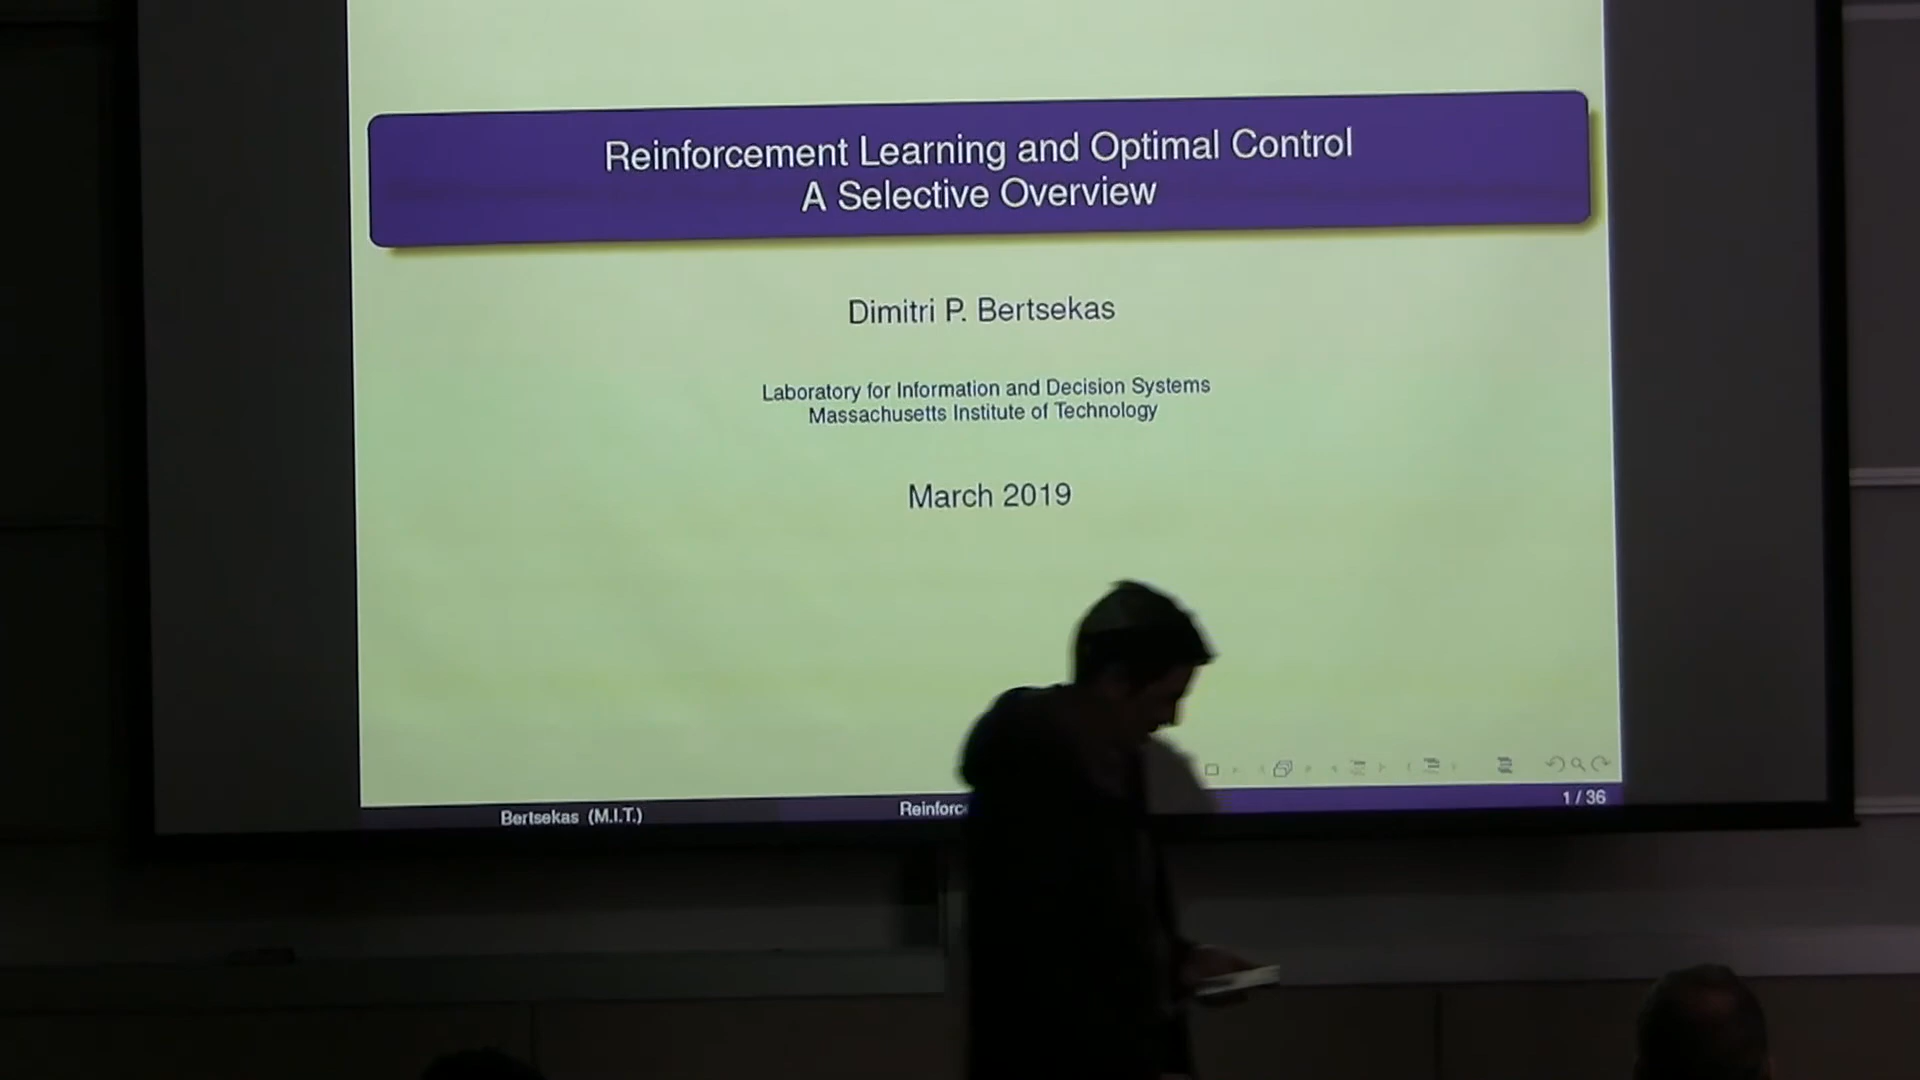 Reinforcement Learning and Optimal Control
A Selective Overview
Dimitri P. Bertsekas
Laboratory for Information and Decision Systems
Massachusetts Institute of Technology
March 2019
Bertsekas (M.I.T.)
Reinforc
1 / 36